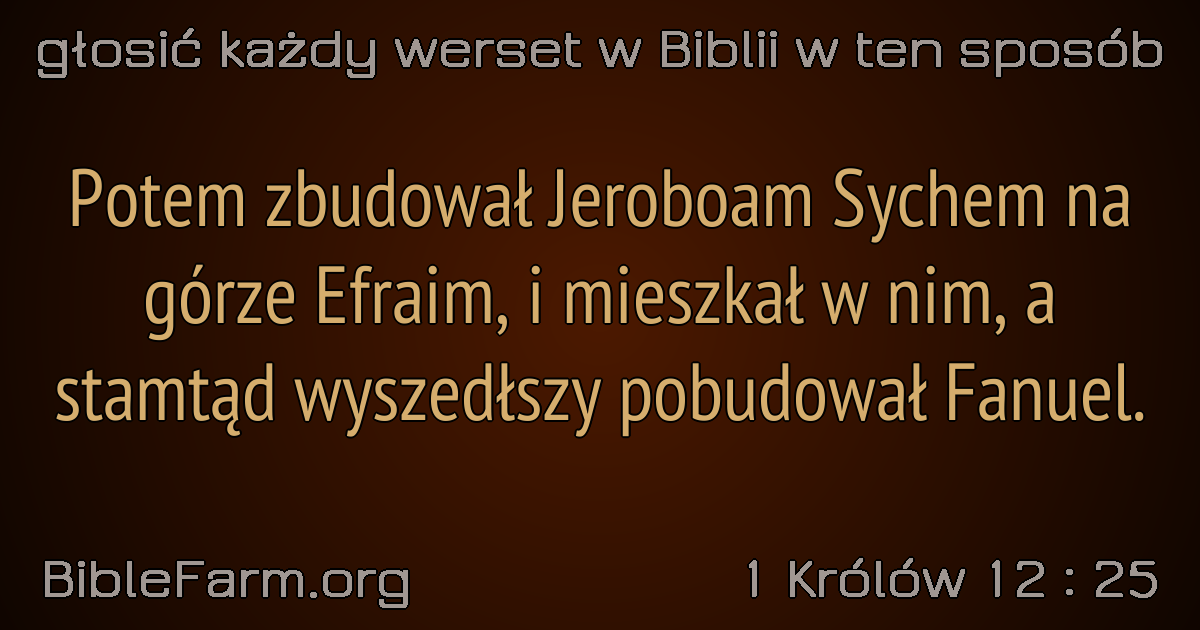 głosić każdy werset w Biblii w ten sposób
Potem zbudował Jeroboam Sychem na
górze Efraim, i mieszkał w nim, a
stamtąd wyszedłszy pobudował Fanuel.
BibleFarm.org
1 Królów 12 : 25